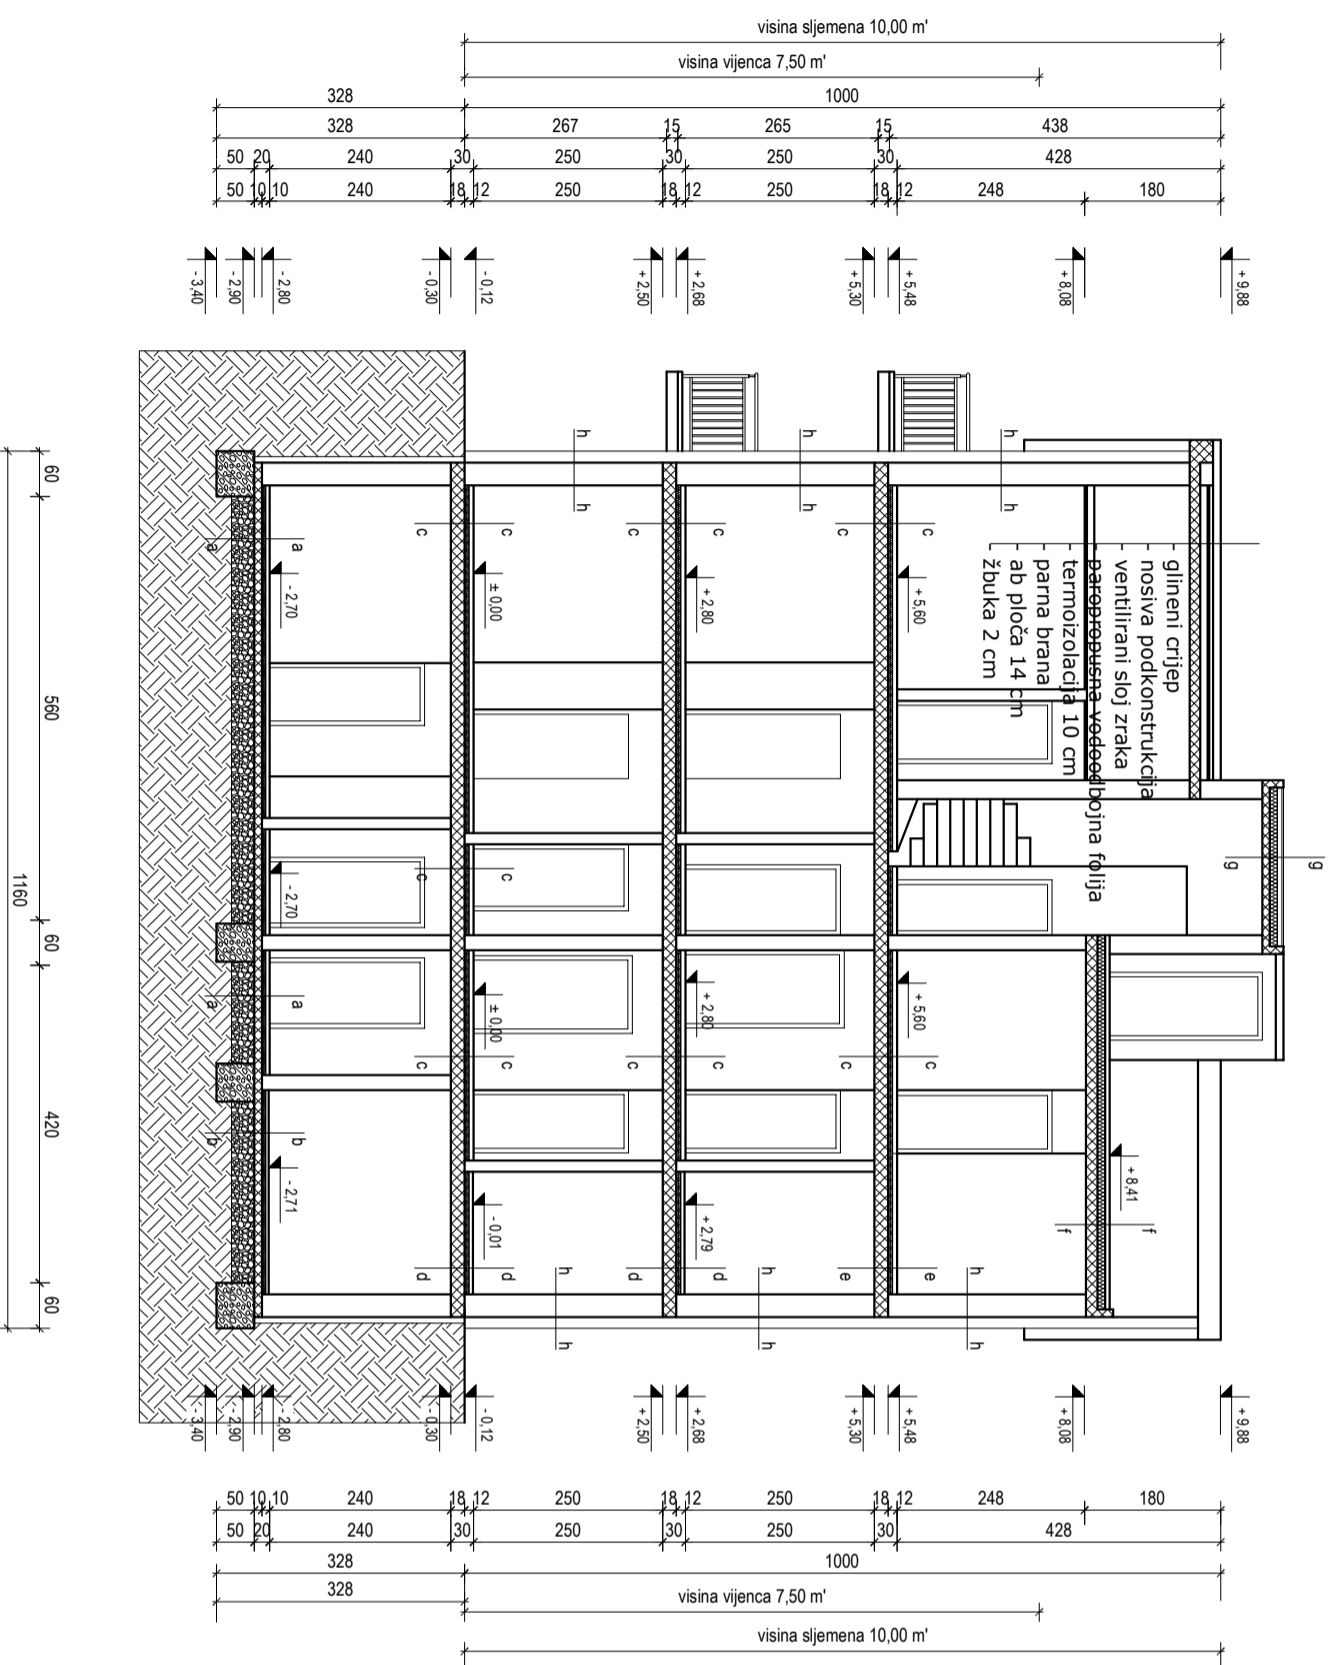 visina sljemena 10,00 m'
visina vijenca 7,50 m'
328 1000
328 267 15 265 15 438
50 20 240 30 250 30 250 30 428
50 10 10 240 18 12 250 18 12 250 18 12 248 180
- 3,40 - 2,90 - 2,80 - 0,30 - 0,12 + 2,50 + 2,68 + 5,30 + 5,48 + 8,08 + 9,88
h h h
h h h
c c c c c c
a a
- 2,70 ± 0,00 + 2,80 + 5,60
glineni crijep
nosiva podkonstrukcija
ventilirani sloj zraka
paropropusna vodoodbojna folija
termoizolacija 10 cm
parna brana
ab ploča 14 cm
žbuka 2 cm
g g
c c
- 2,70
a a
± 0,00 + 2,80 + 5,60
c c c c c c
b b
- 2,71 - 0,01 + 2,79 + 8,41
f f
d d d d e e
h h h
h h h
60 560 60 420 60
1160
- 3,40 - 2,90 - 2,80 - 0,30 - 0,12 + 2,50 + 2,68 + 5,30 + 5,48 + 8,08 + 9,88
50 10 10 240 18 12 250 18 12 250 18 12 248 180
50 20 240 30 250 30 250 30 428
328 1000
328
visina vijenca 7,50 m'
visina sljemena 10,00 m'